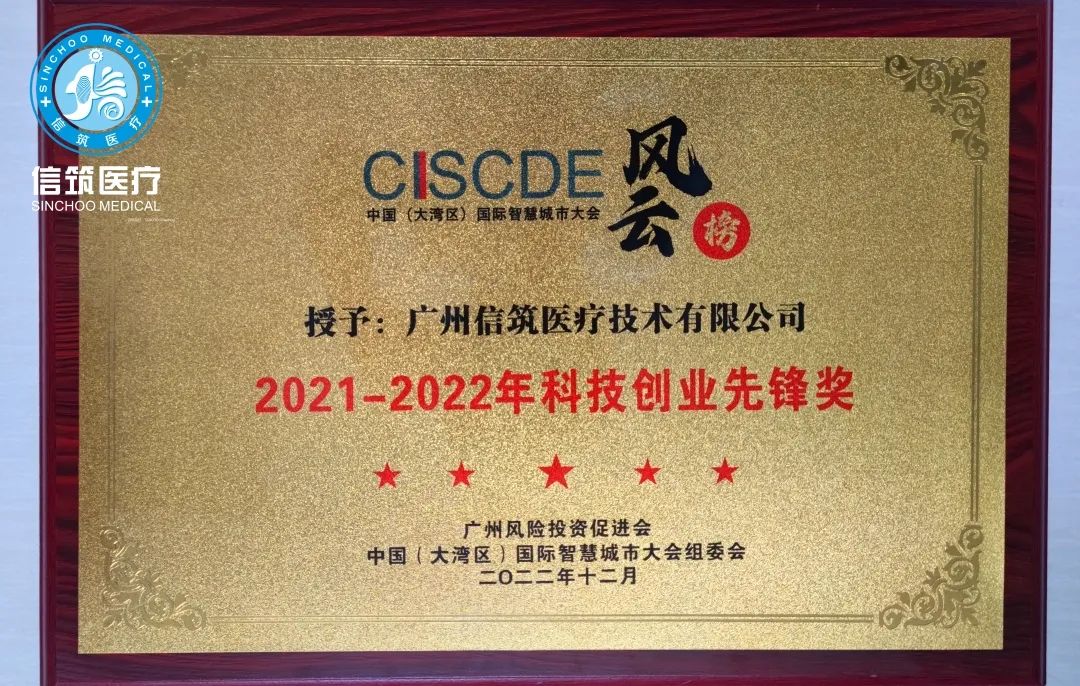 SINCHOO MEDICAL
信筑医疗
信筑医疗
SINCHOO MEDICAL
CISCDE
中国（大湾区）国际智慧城市大会
风云
榜
授予：广州信筑医疗技术有限公司
2021-2022年科技创业先锋奖
广州风险投资促进会
中国（大湾区）国际智慧城市大会组委会
二〇二二年十二月